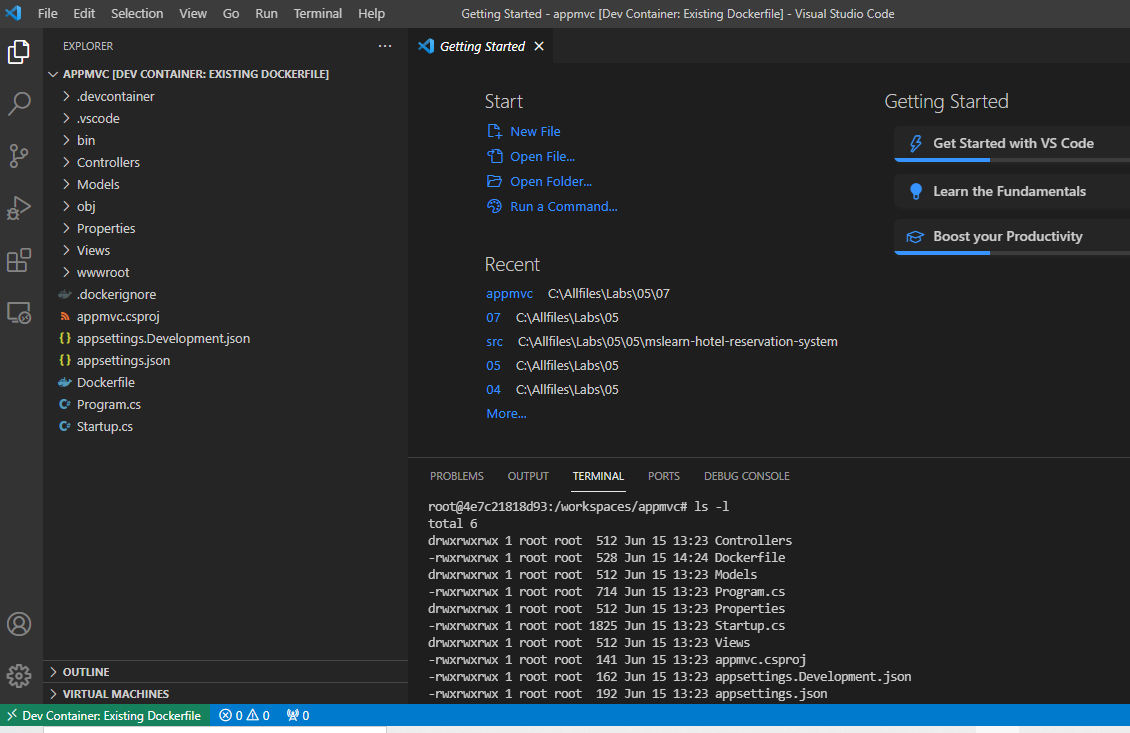 File Edit Selection View Go Run Terminal Help
Getting Started - appmvc [Dev Container: Existing Dockerfile] - Visual Studio Code
EXPLORER
APPMVC [DEV CONTAINER: EXISTING DOCKERFILE]
.devcontainer
.vscode
bin
Controllers
Models
obj
Properties
Views
wwwroot
.dockerignore
appmvc.csproj
{} appsettings.Development.json
{} appsettings.json
Dockerfile
C# Program.cs
C# Startup.cs
OUTLINE
VIRTUAL MACHINES
Getting Started
Start
New File
Open File...
Open Folder...
Run a Command...
Recent
appmvc C:\Allfiles\Labs\05\07
07 C:\Allfiles\Labs\05
src C:\Allfiles\Labs\05\05\mslearn-hotel-reservation-system
05 C:\Allfiles\Labs\05
04 C:\Allfiles\Labs\05
More...
Getting Started
Get Started with VS Code
Learn the Fundamentals
Boost your Productivity
PROBLEMS OUTPUT TERMINAL PORTS DEBUG CONSOLE
root@4e7c21818d93:/workspaces/appmvc# ls -l
total 6
drwxrwxrwx 1 root root  512 Jun 15 13:23 Controllers
-rwxrwxrwx 1 root root  528 Jun 15 14:24 Dockerfile
drwxrwxrwx 1 root root  512 Jun 15 13:23 Models
-rwxrwxrwx 1 root root  714 Jun 15 13:23 Program.cs
drwxrwxrwx 1 root root  512 Jun 15 13:23 Properties
-rwxrwxrwx 1 root root 1825 Jun 15 13:23 Startup.cs
drwxrwxrwx 1 root root  512 Jun 15 13:23 Views
-rwxrwxrwx 1 root root  141 Jun 15 13:23 appmvc.csproj
-rwxrwxrwx 1 root root  162 Jun 15 13:23 appsettings.Development.json
-rwxrwxrwx 1 root root  192 Jun 15 13:23 appsettings.json
Dev Container: Existing Dockerfile 0 0 0